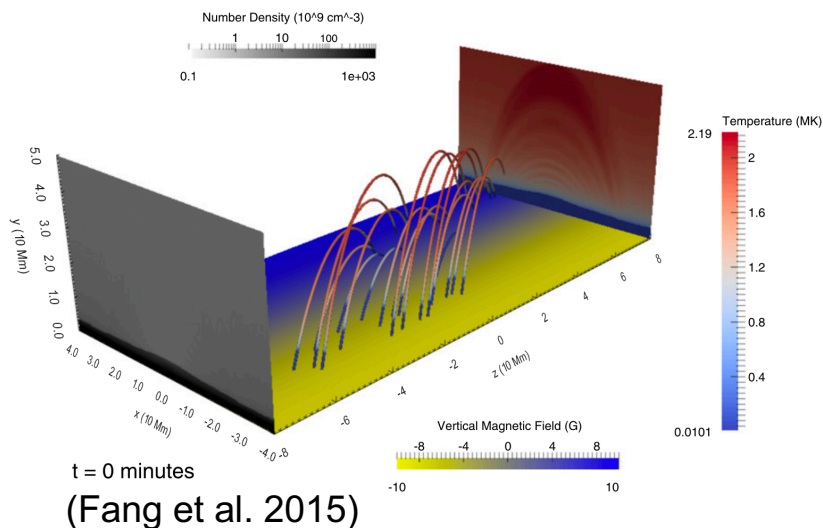 Number Density (10^9 cm^-3)
1 10 100
0.1 1e+03
Temperature (MK)
2.19
2
1.6
1.2
0.8
0.4
0.0101
5.0
4.0
3.0
2.0
1.0
0.0
y (10 Mm)
4.0 3.0 2.0 1.0 0.0 -1.0 -2.0 -3.0 -4.0
x (10 Mm)
-8 -6 -4 -2 0 2 4 6 8
z (10 Mm)
Vertical Magnetic Field (G)
-8 -4 0 4 8
-10 10
t = 0 minutes
(Fang et al. 2015)